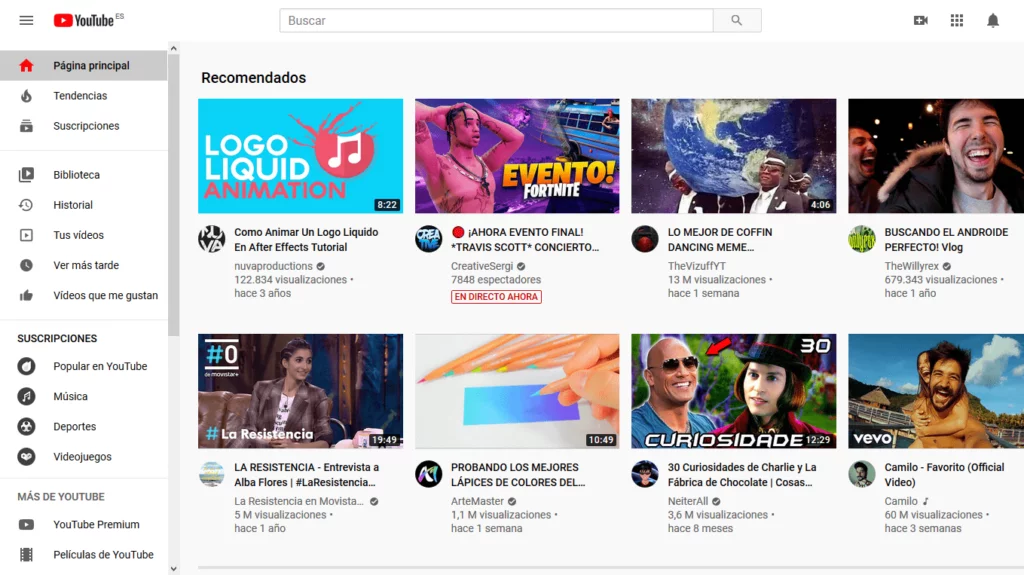 YouTube ES
Buscar
Página principal
Tendencias
Suscripciones
Biblioteca
Historial
Tus vídeos
Ver más tarde
Vídeos que me gustan
SUSCRIPCIONES
Popular en YouTube
Música
Deportes
Videojuegos
MÁS DE YOUTUBE
YouTube Premium
Películas de YouTube
Recomendados
LOGO
LIQUID
ANIMATION
8:22
Como Animar Un Logo Liquido
En After Effects Tutorial
nuvaproductions
122.834 visualizaciones •
hace 3 años
EVENTO!
FORTNITE
CREATIVE
¡AHORA EVENTO FINAL!
*TRAVIS SCOTT* CONCIERTO...
CreativeSergi
7848 espectadores
EN DIRECTO AHORA
4:06
LO MEJOR DE COFFIN
DANCING MEME...
TheVizuffYT
13 M visualizaciones •
hace 1 semana
BUSCANDO EL ANDROIDE
PERFECTO! Vlog
TheWillyrex
679.343 visualizaciones •
hace 1 año
#0
de movistar+
#La Resistencia
19:49
LA RESISTENCIA - Entrevista a
Alba Flores | #LaResistencia...
La Resistencia en Movista...
5 M visualizaciones •
hace 1 año
10:49
PROBANDO LOS MEJORES
LÁPICES DE COLORES DEL...
ArteMaster
1,1 M visualizaciones •
hace 1 semana
30
CURIOSIDADE
12:29
30 Curiosidades de Charlie y La
Fábrica de Chocolate | Cosas...
NeiterAll
3,6 M visualizaciones •
hace 8 meses
vevo
Camilo - Favorito (Official
Video)
Camilo
60 M visualizaciones •
hace 3 semanas